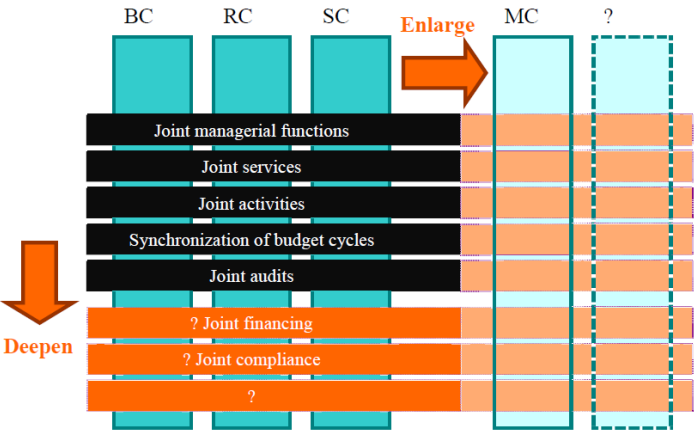 BC RC SC MC ?
Enlarge
Joint managerial functions
Joint services
Joint activities
Synchronization of budget cycles
Joint audits
? Joint financing
Deepen
? Joint compliance
?